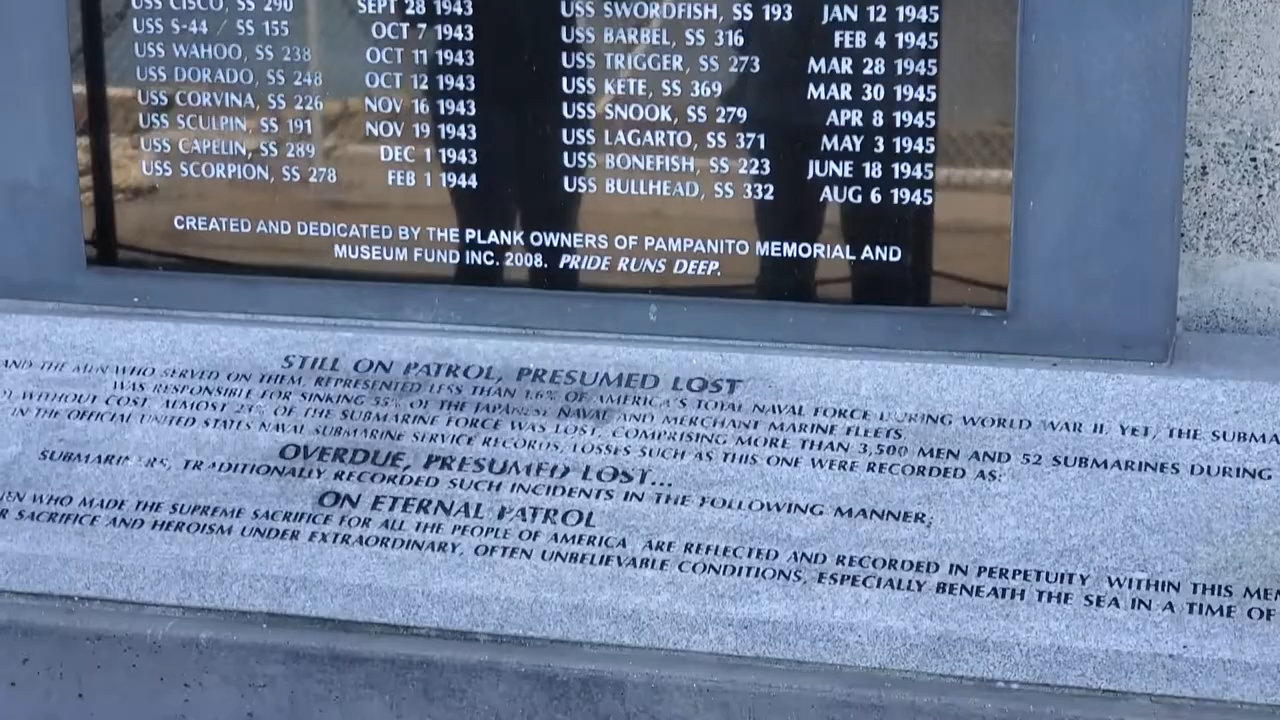 USS CISCO, SS 290 SEPT 28 1943
USS S-44 / SS 155 OCT 7 1943
USS WAHOO, SS 238 OCT 11 1943
USS DORADO, SS 248 OCT 12 1943
USS CORVINA, SS 226 NOV 16 1943
USS SCULPIN, SS 191 NOV 19 1943
USS CAPELIN, SS 289 DEC 1 1943
USS SCORPION, SS 278 FEB 1 1944
USS SWORDFISH, SS 193 JAN 12 1945
USS BARBEL, SS 316 FEB 4 1945
USS TRIGGER, SS 273 MAR 28 1945
USS KETE, SS 369 MAR 30 1945
USS SNOOK, SS 279 APR 8 1945
USS LAGARTO, SS 371 MAY 3 1945
USS BONEFISH, SS 223 JUNE 18 1945
USS BULLHEAD, SS 332 AUG 6 1945
CREATED AND DEDICATED BY THE PLANK OWNERS OF PAMPANITO MEMORIAL AND
MUSEUM FUND INC. 2008. PRIDE RUNS DEEP.
STILL ON PATROL, PRESUMED LOST
AND THE MEN WHO SERVED ON THEM, REPRESENTED LESS THAN 1.6% OF AMERICA'S TOTAL NAVAL FORCE DURING WORLD WAR II. YET, THE SUBMA
WAS RESPONSIBLE FOR SINKING 55% OF THE JAPANESE NAVAL AND MERCHANT MARINE FLEETS
WITHOUT COST. ALMOST 23% OF THE SUBMARINE FORCE WAS LOST, COMPRISING MORE THAN 3,500 MEN AND 52 SUBMARINES DURING
IN THE OFFICIAL UNITED STATES NAVAL SUBMARINE SERVICE RECORDS, LOSSES SUCH AS THIS ONE WERE RECORDED AS:
OVERDUE, PRESUMED LOST...
SUBMARINERS, TRADITIONALLY RECORDED SUCH INCIDENTS IN THE FOLLOWING MANNER;
ON ETERNAL PATROL
EN WHO MADE THE SUPREME SACRIFICE FOR ALL THE PEOPLE OF AMERICA ARE REFLECTED AND RECORDED IN PERPETUITY WITHIN THIS MEM
R SACRIFICE AND HEROISM UNDER EXTRAORDINARY, OFTEN UNBELIEVABLE CONDITIONS, ESPECIALLY BENEATH THE SEA IN A TIME OF